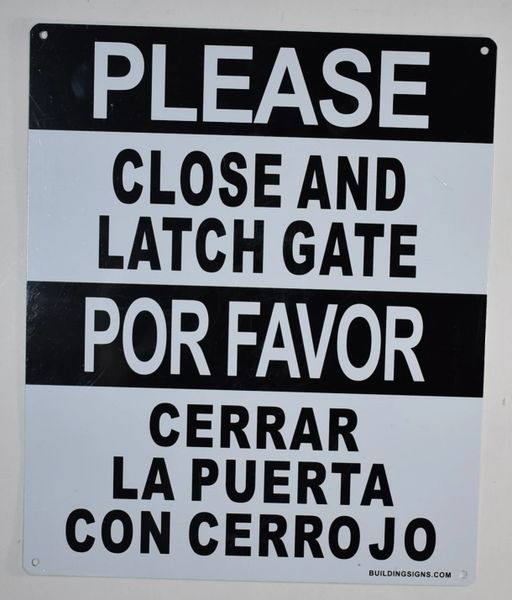 PLEASE
CLOSE AND
LATCH GATE
POR FAVOR
CERRAR
LA PUERTA
CON CERROJO
BUILDINGSIGNS.COM